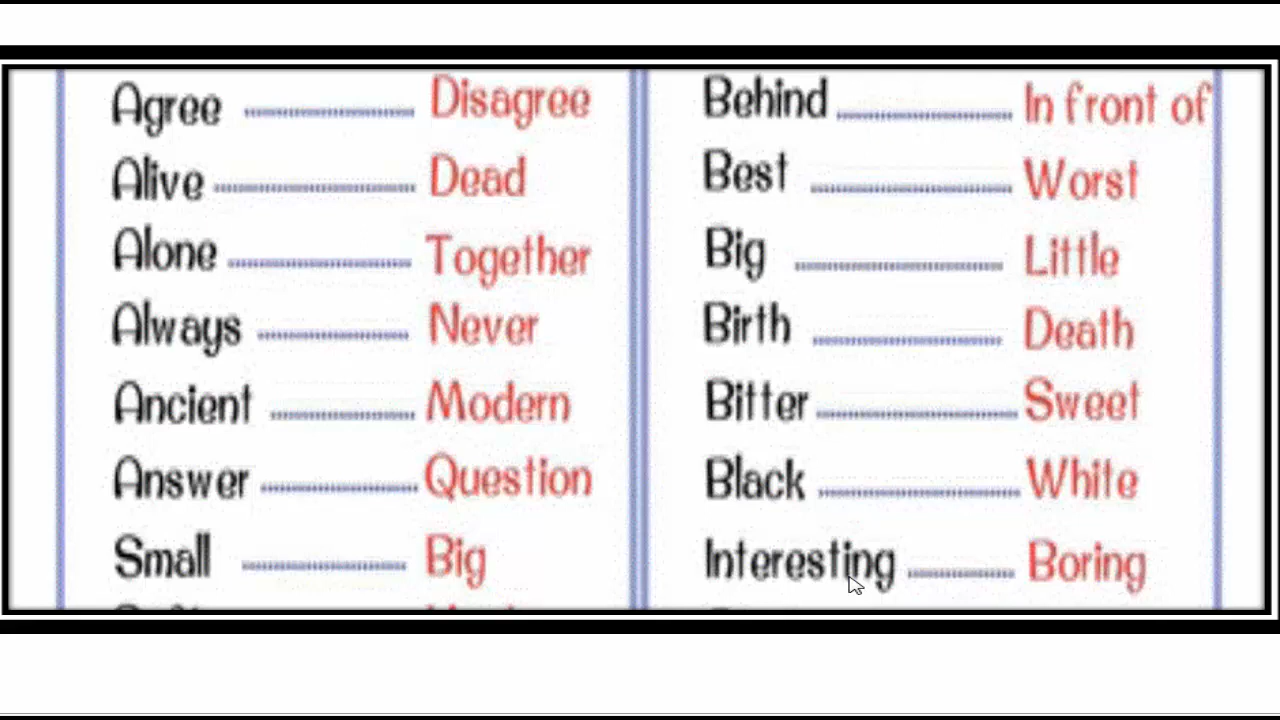 Agree ........ Disagree
Alive ........ Dead
Alone ........ Together
Always ........ Never
Ancient ........ Modern
Answer ........ Question
Small ........ Big
Behind ........ In front of
Best ........ Worst
Big ........ Little
Birth ........ Death
Bitter ........ Sweet
Black ........ White
Interesting ........ Boring